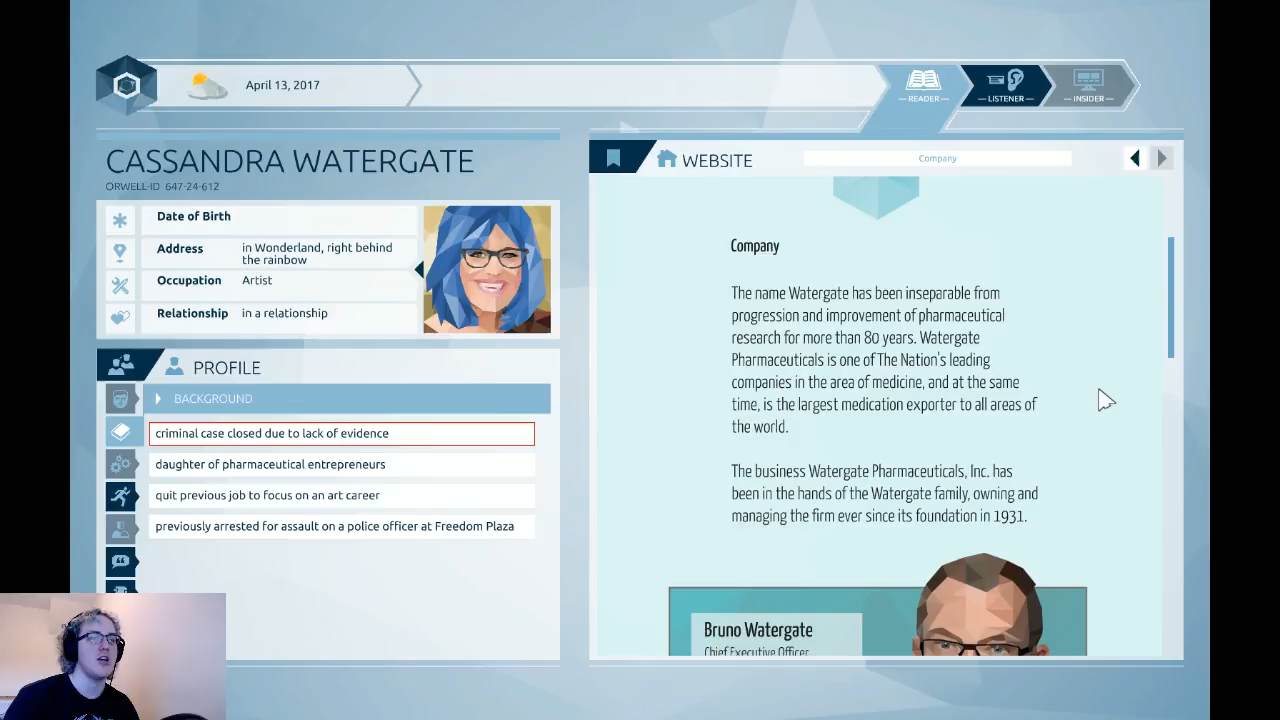 April 13, 2017
— READER —
— LISTENER —
— INSIDER —
CASSANDRA WATERGATE
ORWELL-ID 647-24-612
Date of Birth
Address in Wonderland, right behind
the rainbow
Occupation Artist
Relationship in a relationship
PROFILE
BACKGROUND
criminal case closed due to lack of evidence
daughter of pharmaceutical entrepreneurs
quit previous job to focus on an art career
previously arrested for assault on a police officer at Freedom Plaza
WEBSITE
Company
Company
The name Watergate has been inseparable from
progression and improvement of pharmaceutical
research for more than 80 years. Watergate
Pharmaceuticals is one of The Nation's leading
companies in the area of medicine, and at the same
time, is the largest medication exporter to all areas of
the world.
The business Watergate Pharmaceuticals, Inc. has
been in the hands of the Watergate family, owning and
managing the firm ever since its foundation in 1931.
Bruno Watergate
Chief Executive Officer